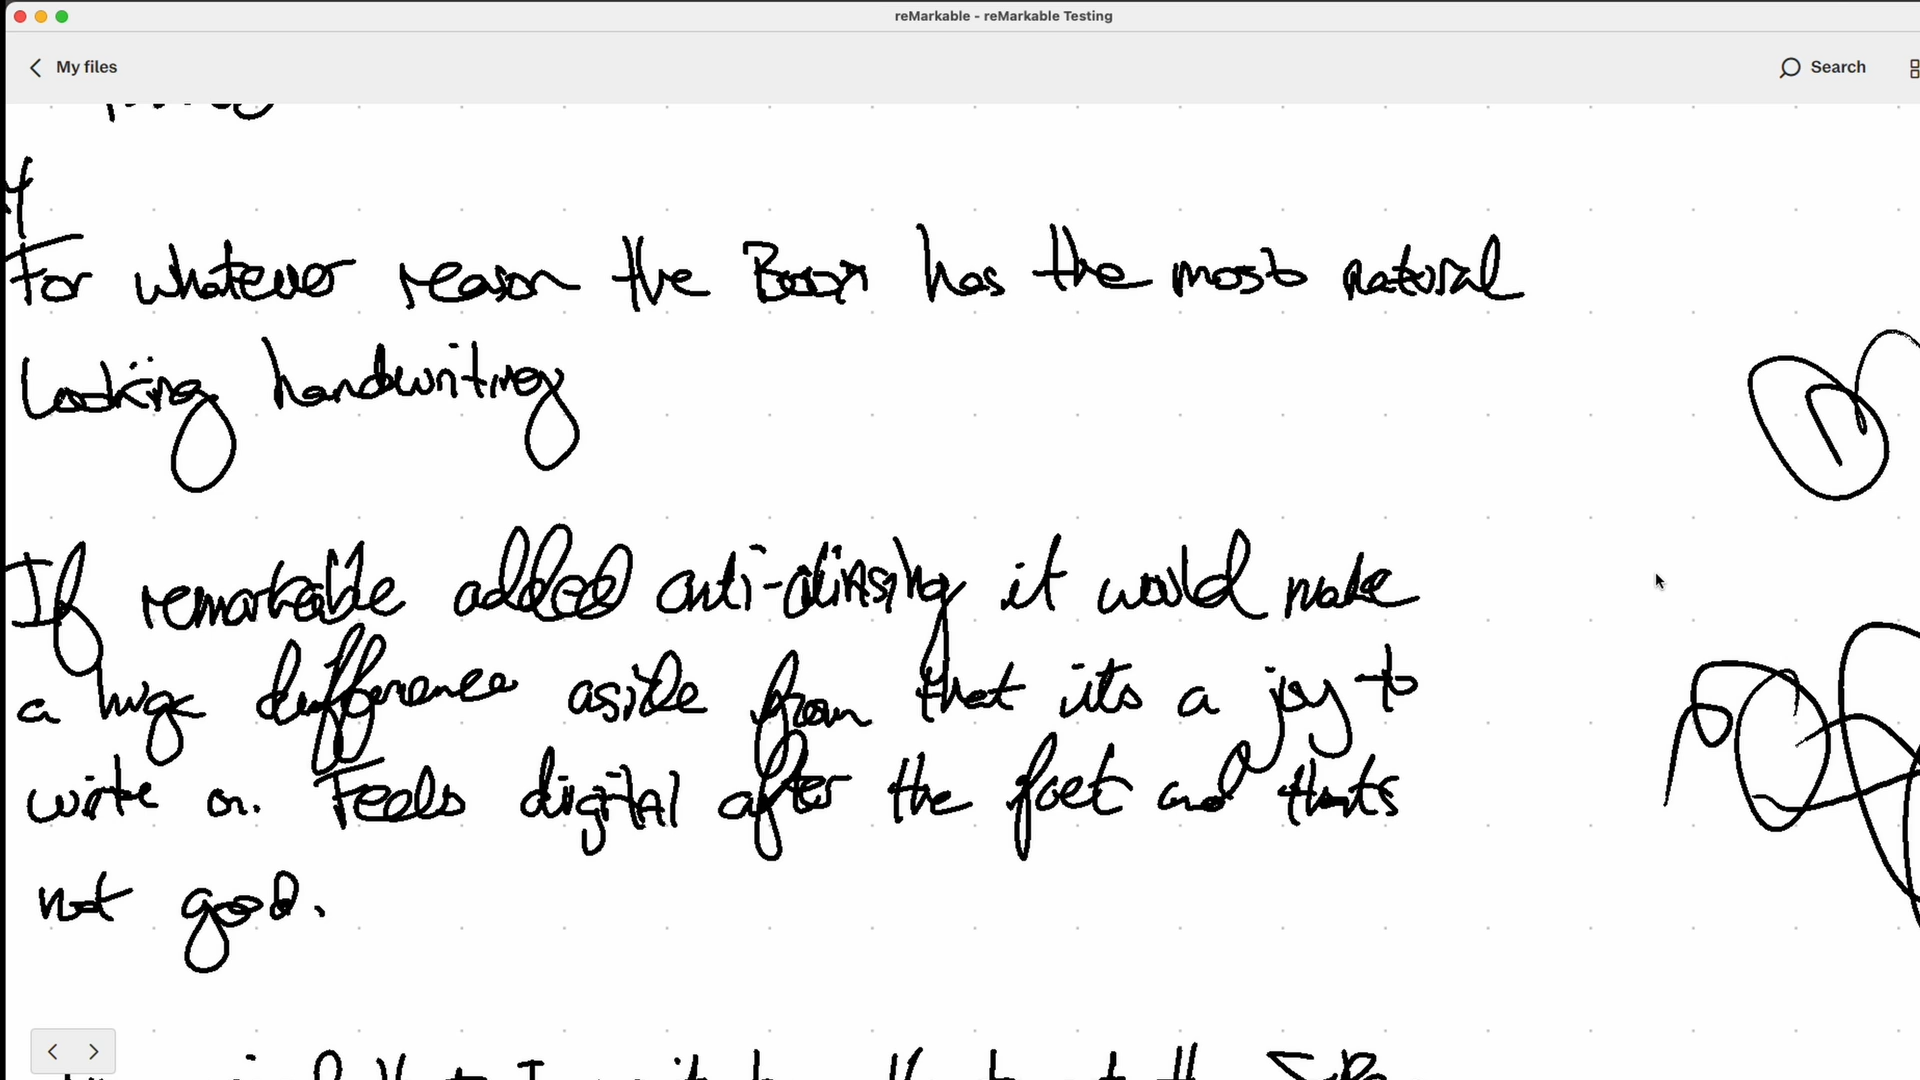 reMarkable - reMarkable Testing
My files
Search
For whatever reason the Boox has the most natural
Looking handwriting
If remarkable added anti-aliasing it would make
a huge difference aside from that its a joy to
write on. Feels digital after the fact and thats
not good.